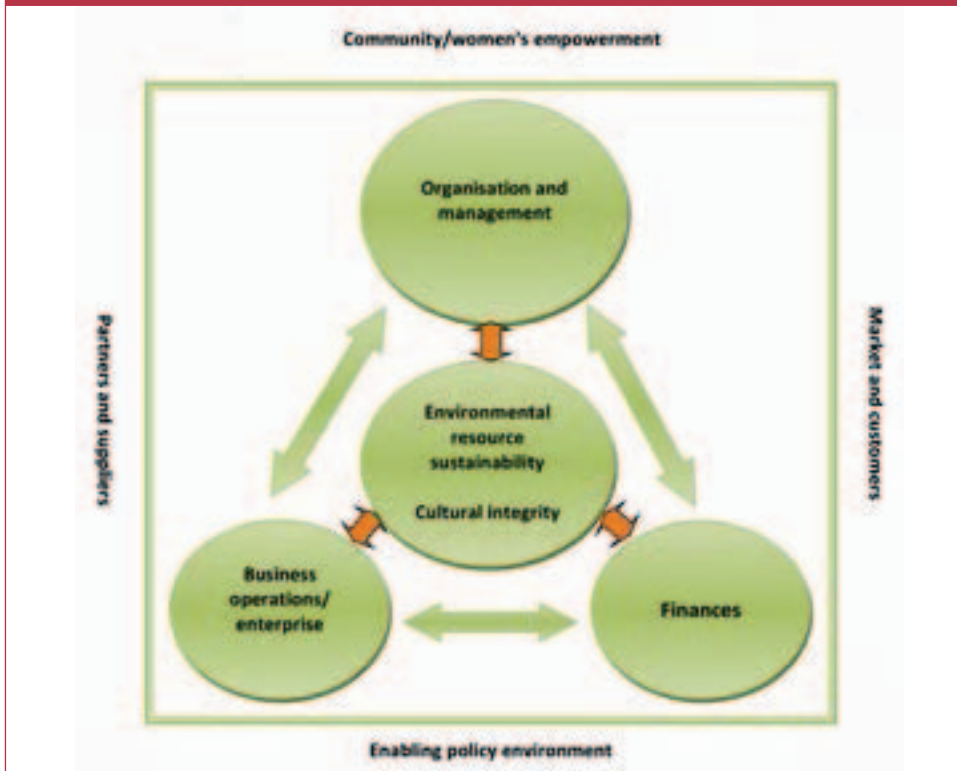 Community/women's empowerment
Organisation and
management
Partners and suppliers
Market and customers
Environmental
resource
sustainability
Cultural integrity
Business
operations/
enterprise
Finances
Enabling policy environment